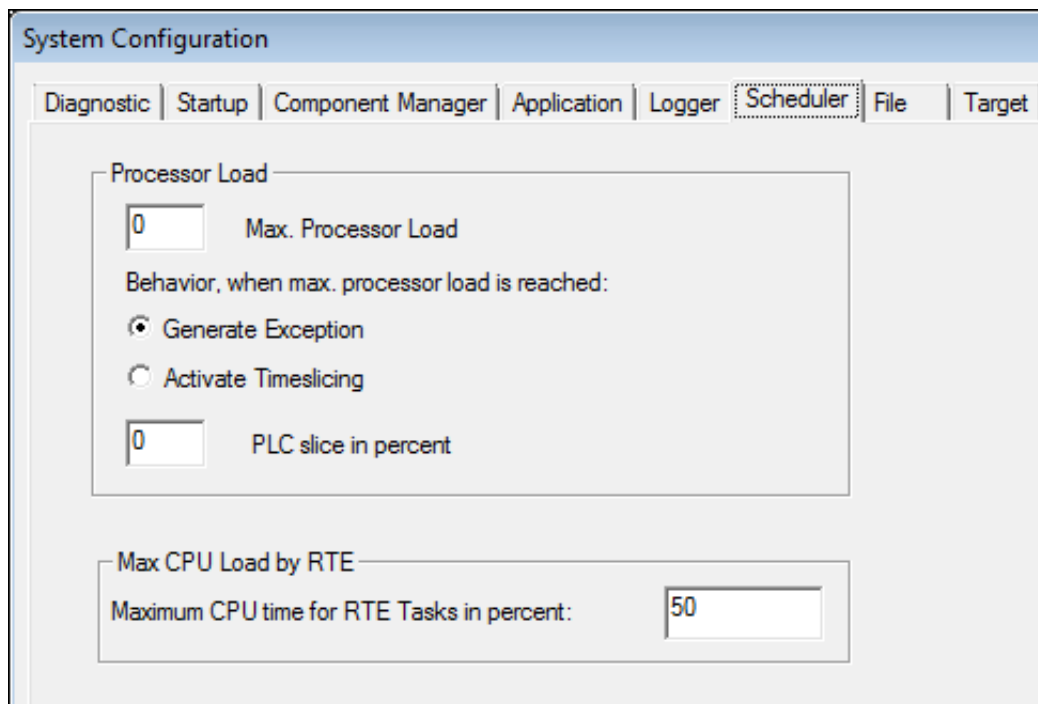 System Configuration
Diagnostic Startup Component Manager Application Logger Scheduler File Target
Processor Load
0 Max. Processor Load
Behavior, when max. processor load is reached:
Generate Exception
Activate Timeslicing
0 PLC slice in percent
Max CPU Load by RTE
Maximum CPU time for RTE Tasks in percent: 50